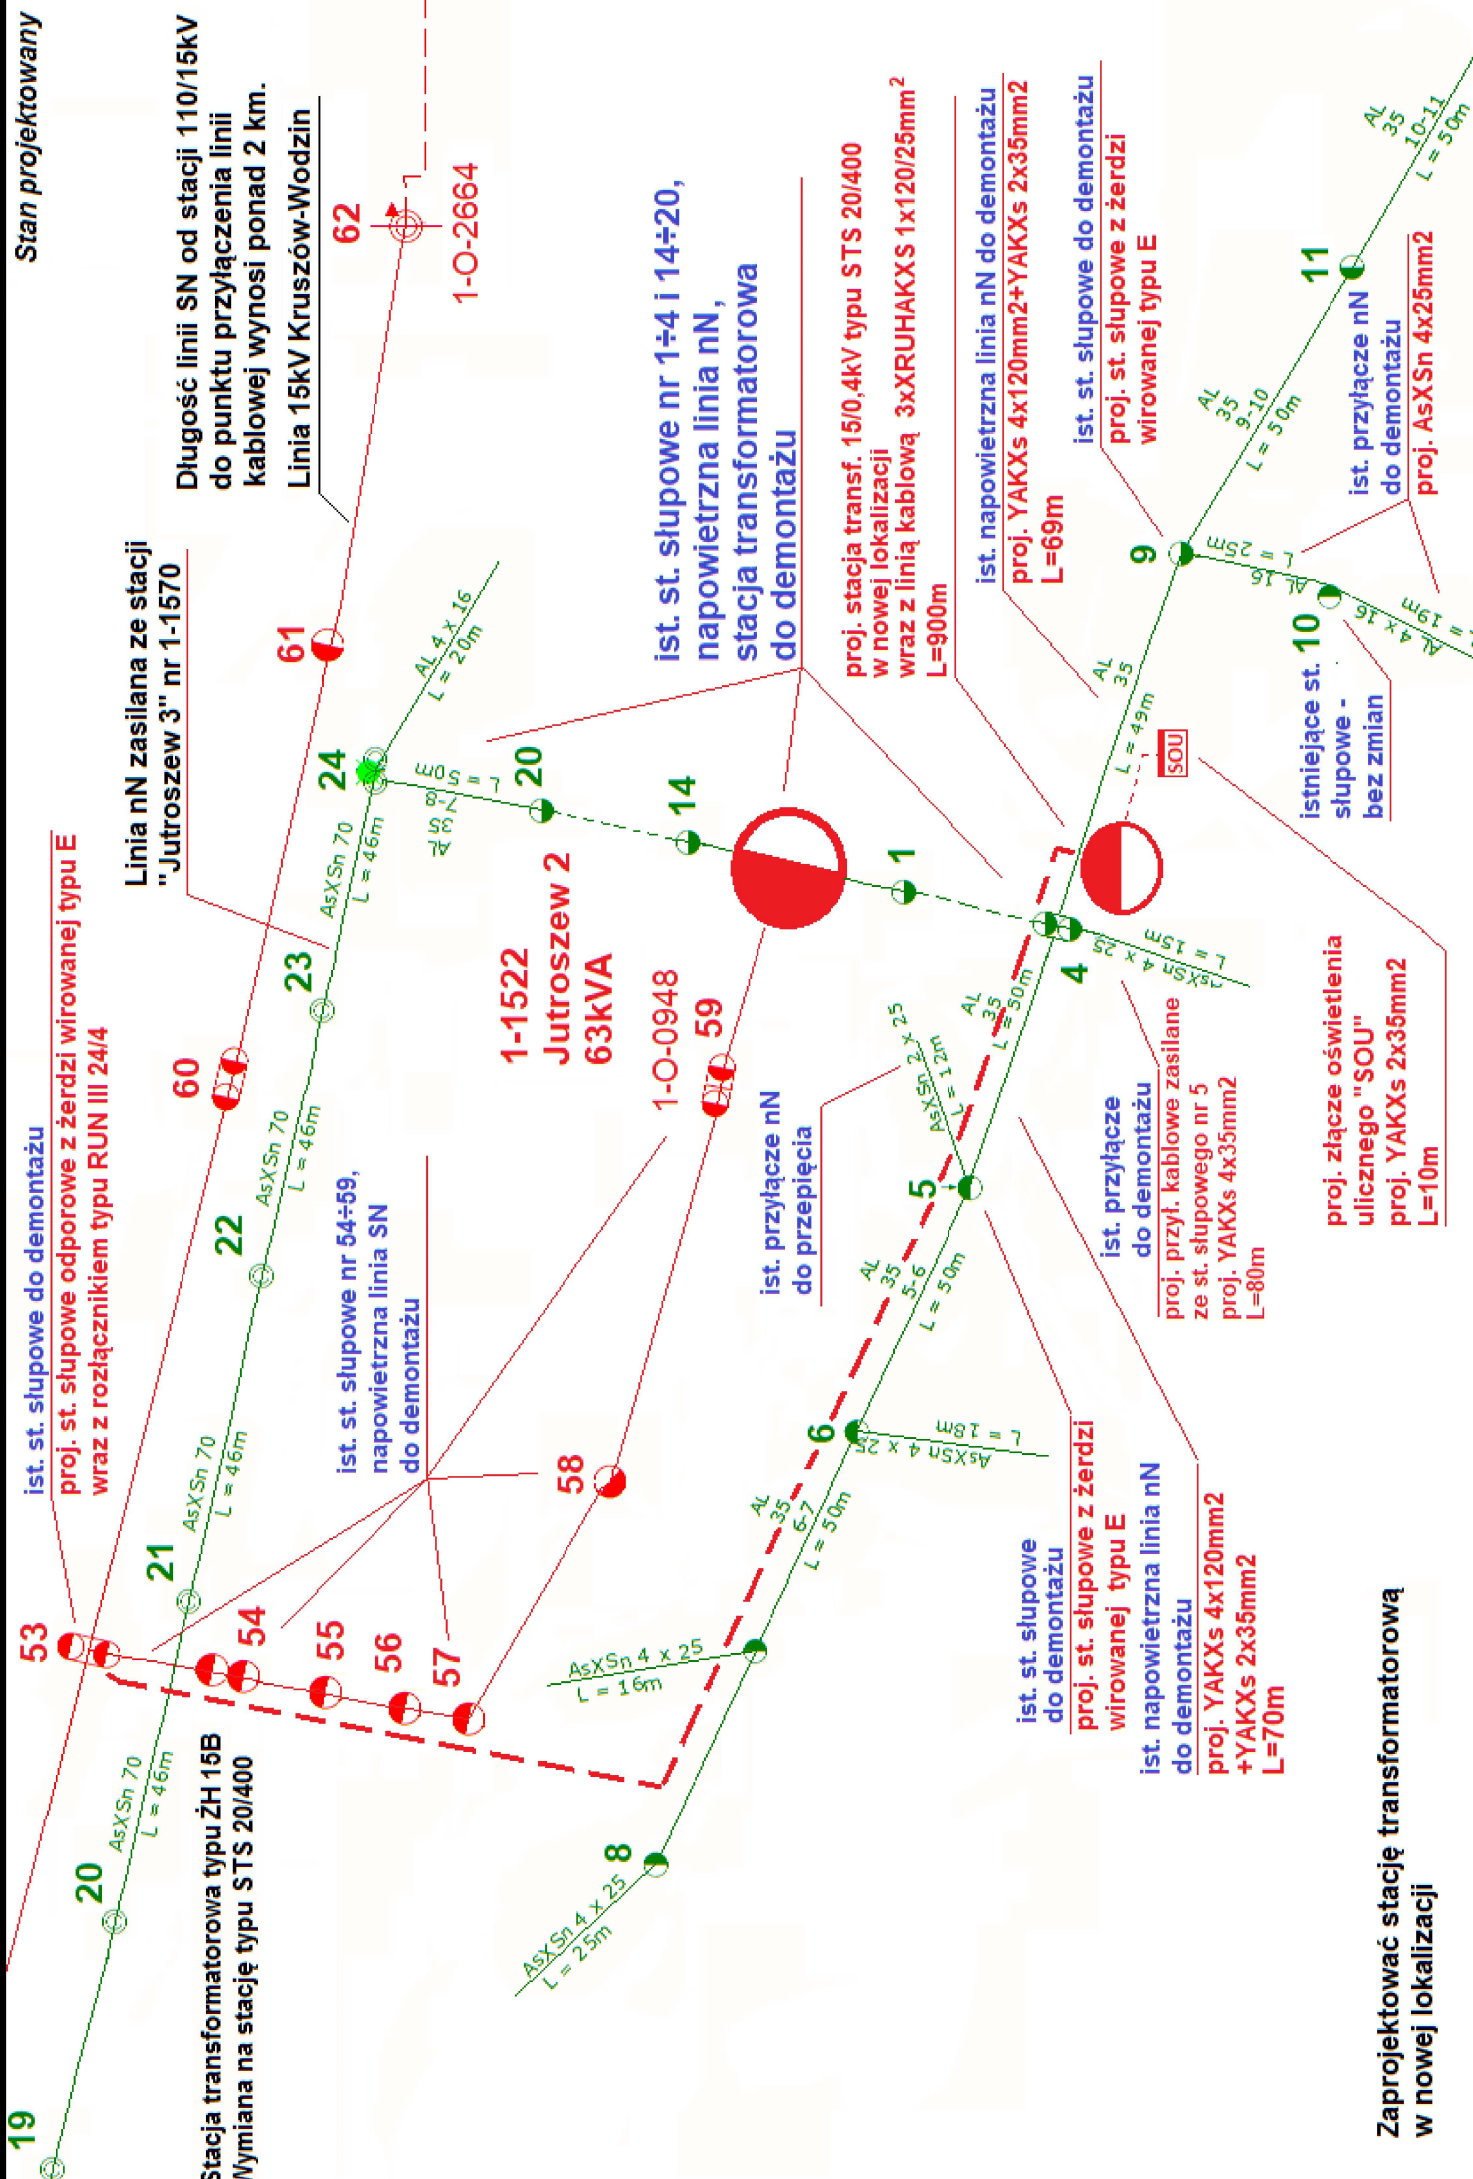 Stan projektowany
Długość linii SN od stacji 110/15kV
do punktu przyłączenia linii
kablowej wynosi ponad 2 km.
Linia 15kV Kruszów-Wodzin
62
1-O-2664
61
Linia nN zasilana ze stacji
"Jutroszew 3" nr 1-1570
24
AL 4 x 16
L = 20m
L = 50m
7-8
20
14
1
AsXSn 70
L = 46m
23
60
AsXSn 70
L = 46m
22
AsXSn 70
L = 46m
21
AsXSn 70
L = 46m
20
19
ist. st. słupowe do demontażu
proj. st. słupowe odporowe z żerdzi wirowanej typu E
wraz z rozłącznikiem typu RUN III 24/4
53
54
55
56
57
58
59
1-O-0948
1-1522
Jutroszew 2
63kVA
ist. st. słupowe nr 54÷59,
napowietrzna linia SN
do demontażu
ist. st. słupowe nr 1÷4 i 14÷20,
napowietrzna linia nN,
stacja transformatorowa
do demontażu
proj. stacja transf. 15/0,4kV typu STS 20/400
w nowej lokalizacji
wraz z linią kablową 3xXRUHAKXS 1x120/25mm²
L=900m
ist. napowietrzna linia nN do demontażu
proj. YAKXs 4x120mm2+YAKXs 2x35mm2
L=69m
ist. st. słupowe do demontażu
proj. st. słupowe z żerdzi
wirowanej typu E
AL
35
10-11
L = 50m
11
AL
35
9-10
L = 50m
ist. przyłącze nN
do demontażu
proj. AsXSn 4x25mm2
9
L = 25m
AL 16
10
AL 4 x 16
L = 19m
istniejące st.
słupowe -
bez zmian
AL
35
L = 49m
SOU
proj. złącze oświetlenia
ulicznego "SOU"
proj. YAKXs 2x35mm2
L=10m
4
AsXSn 4 x 25
L = 15m
AL
35
L = 50m
AsXSn 2 x 25
L = 12m
ist. przyłącze nN
do przepięcia
ist. przyłącze
do demontażu
proj. przył. kablowe zasilane
ze st. słupowego nr 5
proj. YAKXs 4x35mm2
L=80m
5
AL
35
5-6
L = 50m
6
AsXSn 4 x 25
L = 18m
AL
35
6-7
L = 50m
AsXSn 4 x 25
L = 16m
8
AsXSn 4 x 25
L = 25m
ist. st. słupowe
do demontażu
proj. st. słupowe z żerdzi
wirowanej typu E
ist. napowietrzna linia nN
do demontażu
proj. YAKXs 4x120mm2
+YAKXs 2x35mm2
L=70m
Stacja transformatorowa typu ŻH 15B
Wymiana na stację typu STS 20/400
Zaprojektować stację transformatorową
w nowej lokalizacji